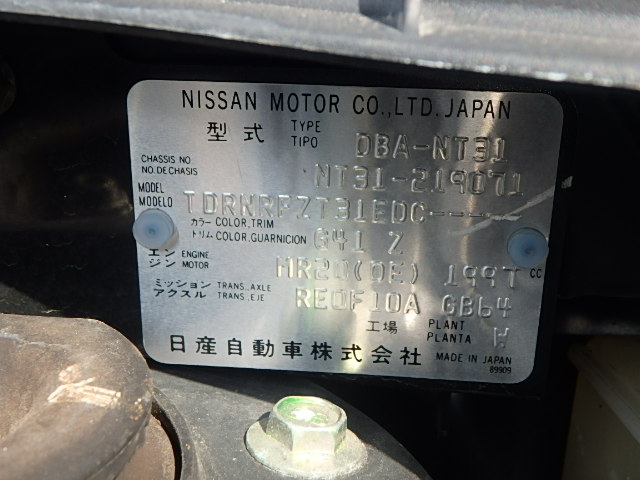 NISSAN MOTOR CO.,LTD.JAPAN
型式 TYPE TIPO DBA-NT31
CHASSIS NO
NO.DE CHASIS NT31-219071
MODEL
MODELO TDRNRFZT31EDC-----
カラー COLOR,TRIM
トリム COLOR,GUARNICION G41 Z
エン ENGINE
ジン MOTOR MR20(DE) 1997 CC
ミッション TRANS.,AXLE
アクスル TRANS.,EJE RE0F10A GB64
工場 PLANT
PLANTA W
日産自動車株式会社 MADE IN JAPAN
89909